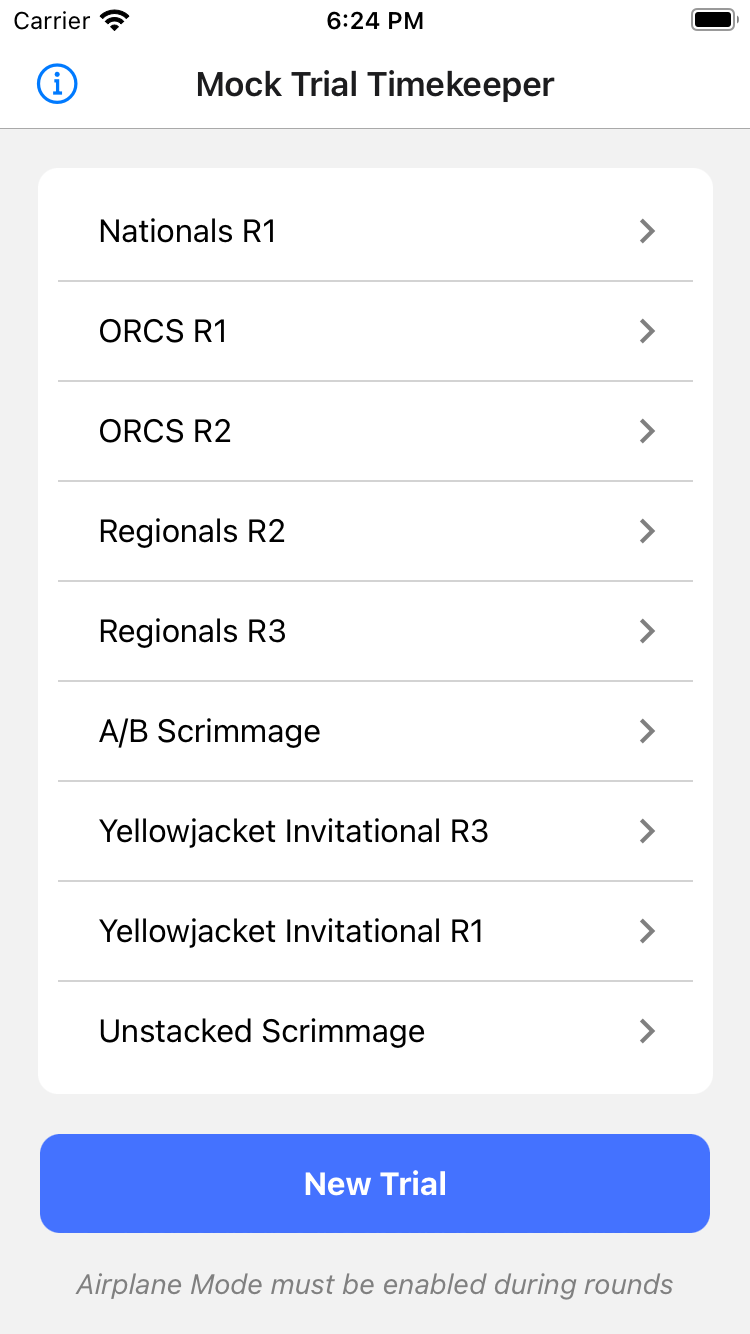 Carrier 6:24 PM
Mock Trial Timekeeper
Nationals R1
ORCS R1
ORCS R2
Regionals R2
Regionals R3
A/B Scrimmage
Yellowjacket Invitational R3
Yellowjacket Invitational R1
Unstacked Scrimmage
New Trial
Airplane Mode must be enabled during rounds